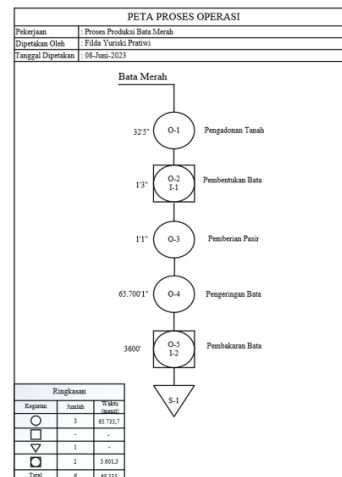 PETA PROSES OPERASI
Pekerjaan : Proses Produksi Bata Merah
Dipetakan Oleh : Filda Yuriski Pratiwi
Tanggal Dipetakan : 08-Juni-2023
Bata Merah
32'5" O-1 Pengadonan Tanah
1'3" O-2 I-1 Pembentukan Bata
1'1" O-3 Pemberian Pasir
65.700'1" O-4 Pengeringan Bata
3600' O-5 I-2 Pembakaran Bata
S-1
Ringkasan
Kegiatan Jumlah Waktu (menit)
3 65.733,7
- -
1 -
2 3.601,3
Total 6 69.335